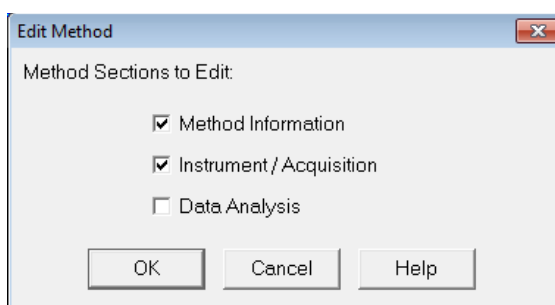 Edit Method
Method Sections to Edit:
Method Information
Instrument / Acquisition
Data Analysis
OK Cancel Help